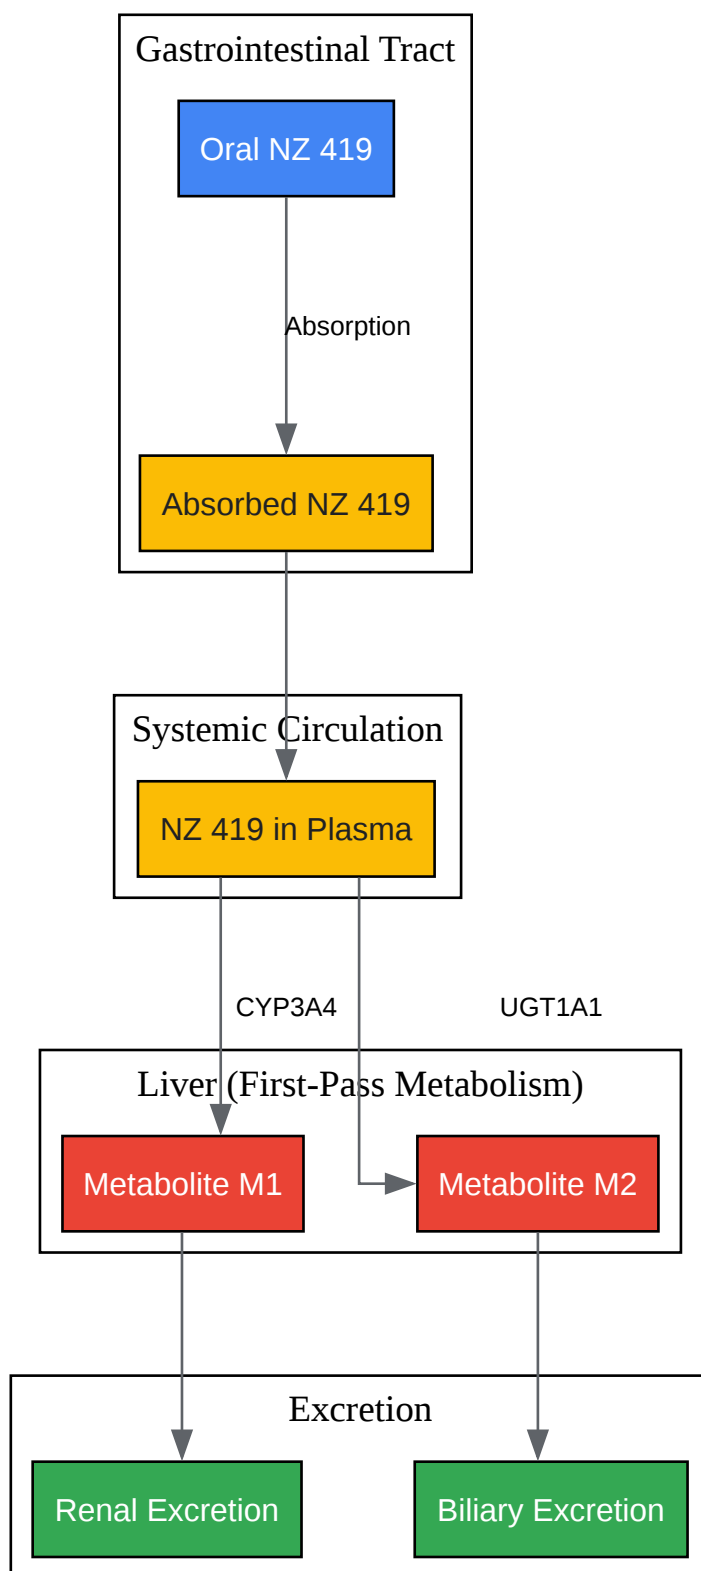 Gastrointestinal Tract
Oral NZ 419
Absorption
Absorbed NZ 419
Systemic Circulation
NZ 419 in Plasma
CYP3A4
UGT1A1
Liver (First-Pass Metabolism)
Metabolite M1
Metabolite M2
Excretion
Renal Excretion
Biliary Excretion